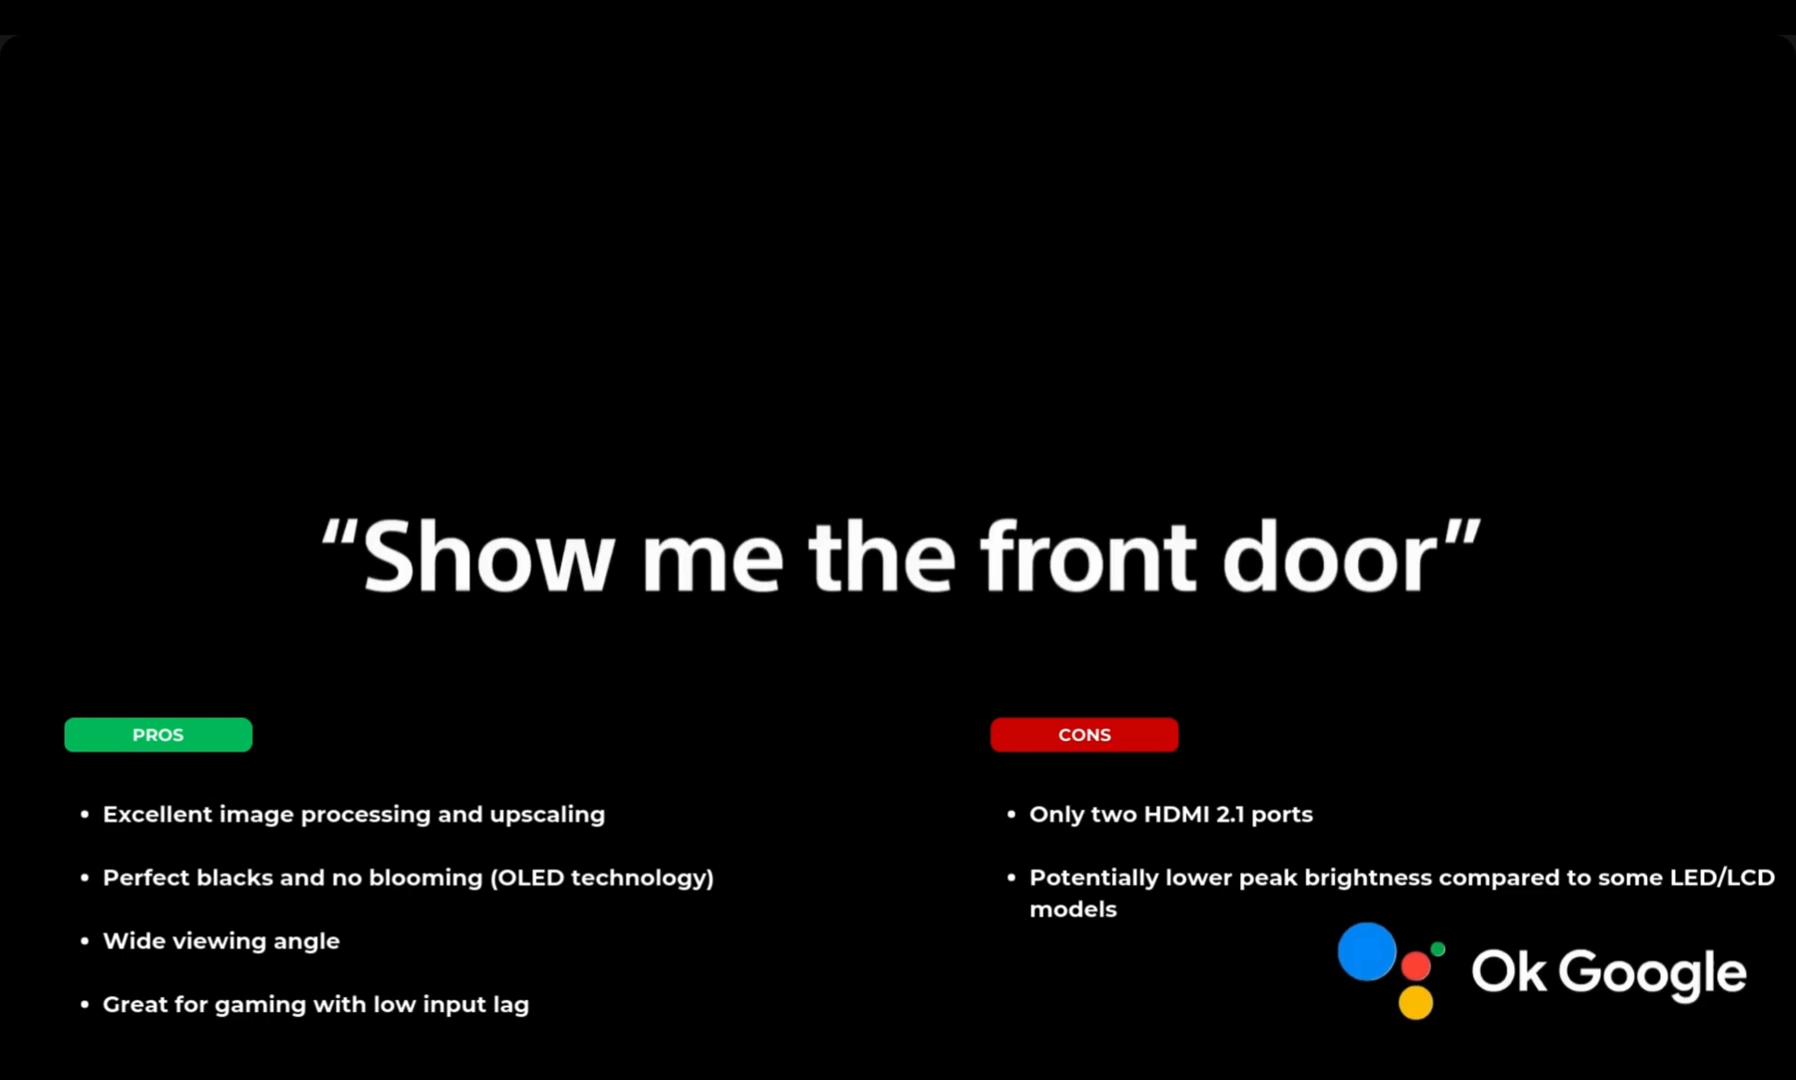 “Show me the front door”
PROS
• Excellent image processing and upscaling
• Perfect blacks and no blooming (OLED technology)
• Wide viewing angle
• Great for gaming with low input lag
CONS
• Only two HDMI 2.1 ports
• Potentially lower peak brightness compared to some LED/LCD
models
Ok Google